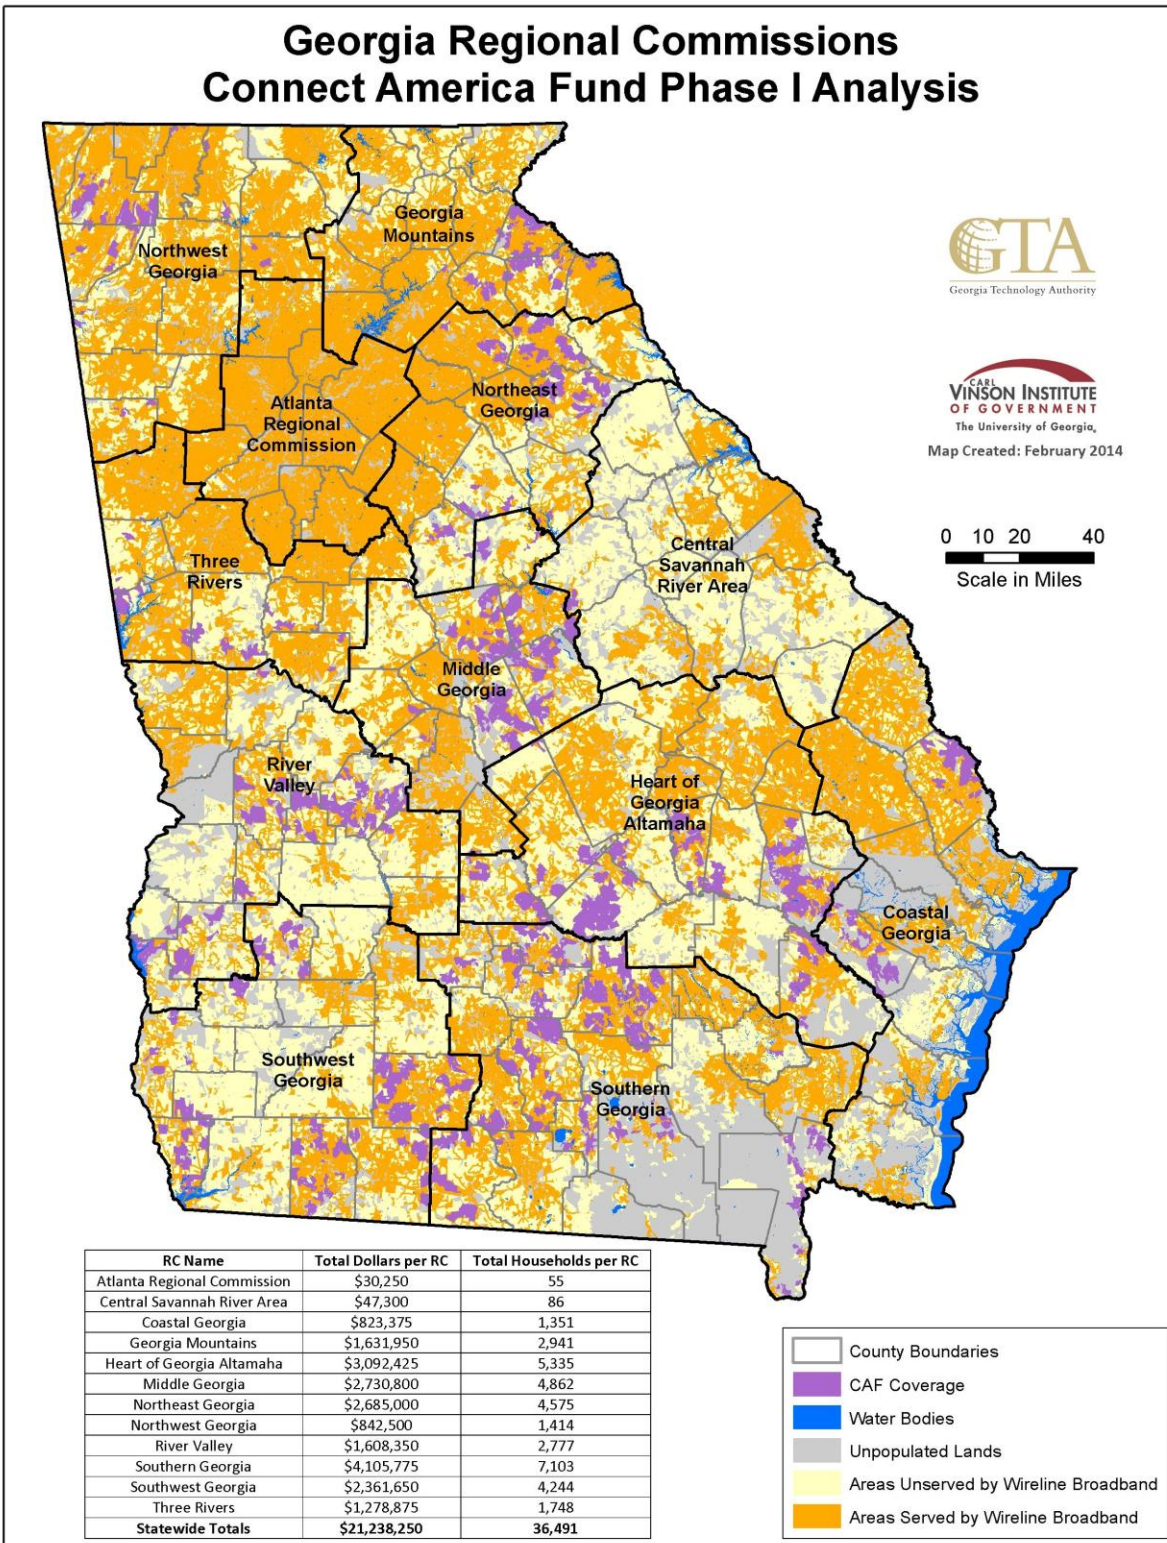 Georgia Regional Commissions
Connect America Fund Phase I Analysis
Georgia
Mountains
Northwest
Georgia
GTA
Georgia Technology Authority
Northeast
Georgia
Atlanta
Regional
Commission
CARL
VINSON INSTITUTE
OF GOVERNMENT
The University of Georgia
Map Created: February 2014
0 10 20 40
Scale in Miles
Three
Rivers
Central
Savannah
River Area
Middle
Georgia
River
Valley
Heart of
Georgia
Altamaha
Coastal
Georgia
Southwest
Georgia
Southern
Georgia
RC Name Total Dollars per RC Total Households per RC
Atlanta Regional Commission $30,250 55
Central Savannah River Area $47,300 86
Coastal Georgia $823,375 1,351
Georgia Mountains $1,631,950 2,941
Heart of Georgia Altamaha $3,092,425 5,335
Middle Georgia $2,730,800 4,862
Northeast Georgia $2,685,000 4,575
Northwest Georgia $842,500 1,414
River Valley $1,608,350 2,777
Southern Georgia $4,105,775 7,103
Southwest Georgia $2,361,650 4,244
Three Rivers $1,278,875 1,748
Statewide Totals $21,238,250 36,491
County Boundaries
CAF Coverage
Water Bodies
Unpopulated Lands
Areas Unserved by Wireline Broadband
Areas Served by Wireline Broadband